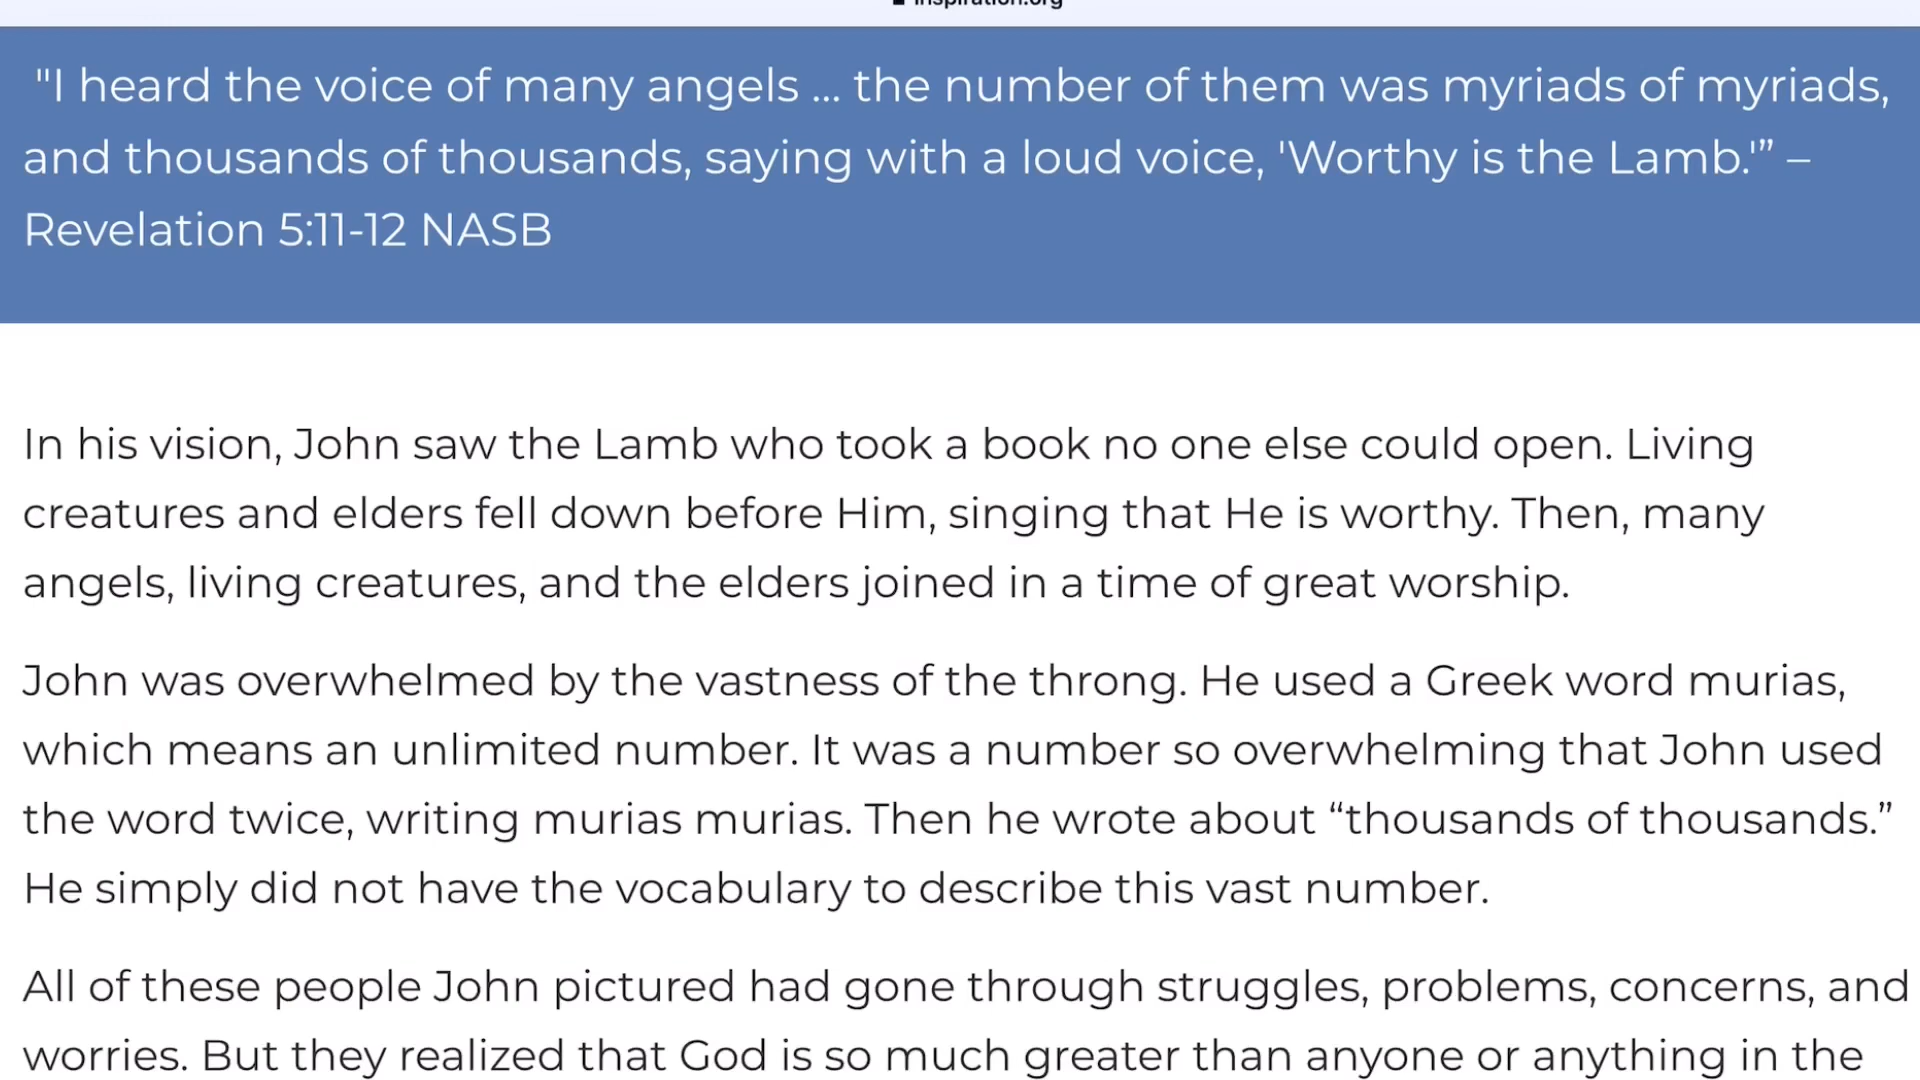 inspiration.org
"I heard the voice of many angels ... the number of them was myriads of myriads,
and thousands of thousands, saying with a loud voice, 'Worthy is the Lamb.'” –
Revelation 5:11-12 NASB
In his vision, John saw the Lamb who took a book no one else could open. Living
creatures and elders fell down before Him, singing that He is worthy. Then, many
angels, living creatures, and the elders joined in a time of great worship.
John was overwhelmed by the vastness of the throng. He used a Greek word murias,
which means an unlimited number. It was a number so overwhelming that John used
the word twice, writing murias murias. Then he wrote about “thousands of thousands.”
He simply did not have the vocabulary to describe this vast number.
All of these people John pictured had gone through struggles, problems, concerns, and
worries. But they realized that God is so much greater than anyone or anything in the